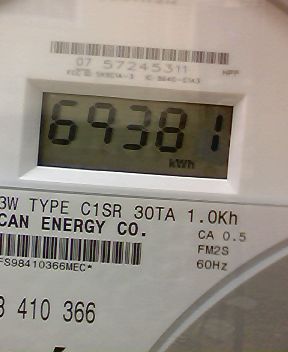 07 57245311
69381
kWh
3W TYPE C1SR 30TA 1.0Kh
CAN ENERGY CO.
CA 0.5
FM2S
FS98410366MEC*
60Hz
3 410 366